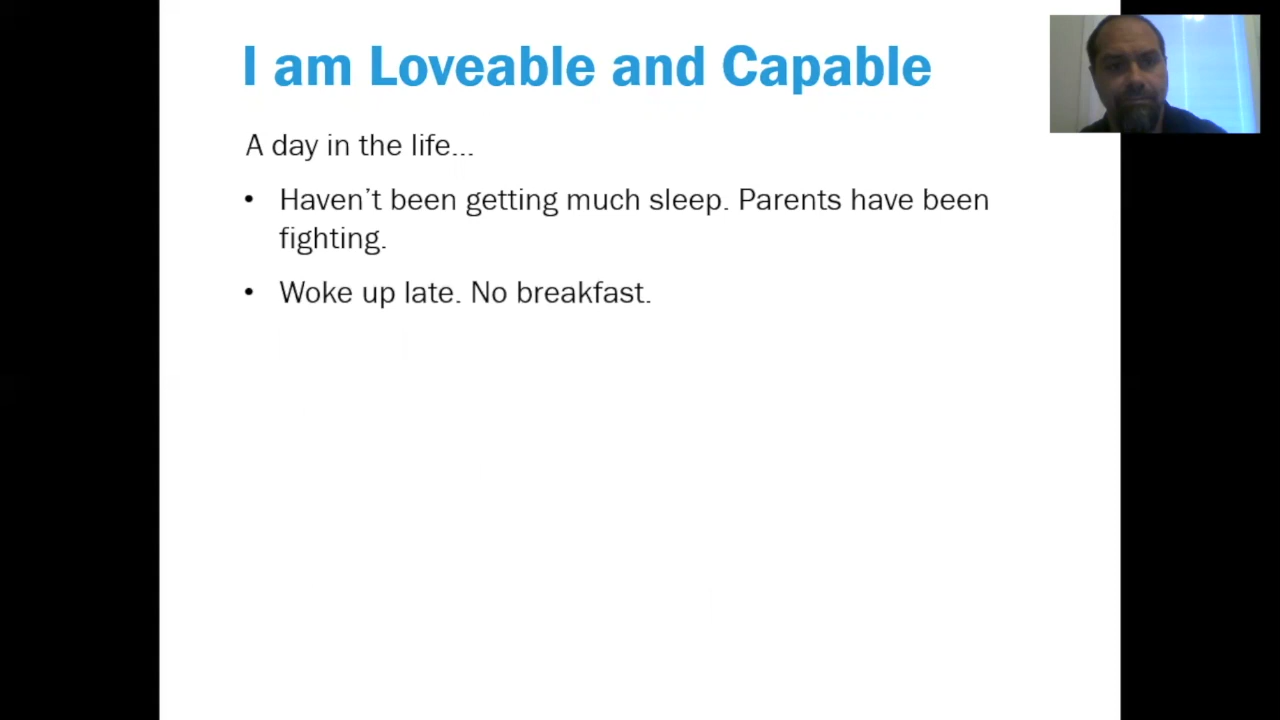 I am Loveable and Capable
A day in the life...
• Haven't been getting much sleep. Parents have been
fighting.
• Woke up late. No breakfast.